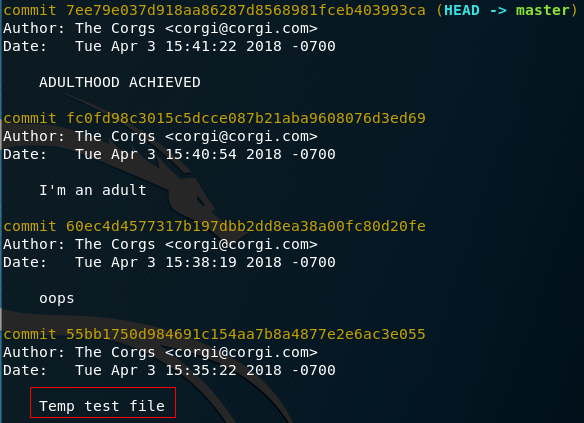 commit 7ee79e037d918aa86287d8568981fceb403993ca (HEAD -> master)
Author: The Corgs <corgi@corgi.com>
Date:   Tue Apr 3 15:41:22 2018 -0700
ADULTHOOD ACHIEVED
commit fc0fd98c3015c5dcce087b21aba9608076d3ed69
Author: The Corgs <corgi@corgi.com>
Date:   Tue Apr 3 15:40:54 2018 -0700
I'm an adult
commit 60ec4d4577317b197dbb2dd8ea38a00fc80d20fe
Author: The Corgs <corgi@corgi.com>
Date:   Tue Apr 3 15:38:19 2018 -0700
oops
commit 55bb1750d984691c154aa7b8a4877e2e6ac3e055
Author: The Corgs <corgi@corgi.com>
Date:   Tue Apr 3 15:35:22 2018 -0700
Temp test file